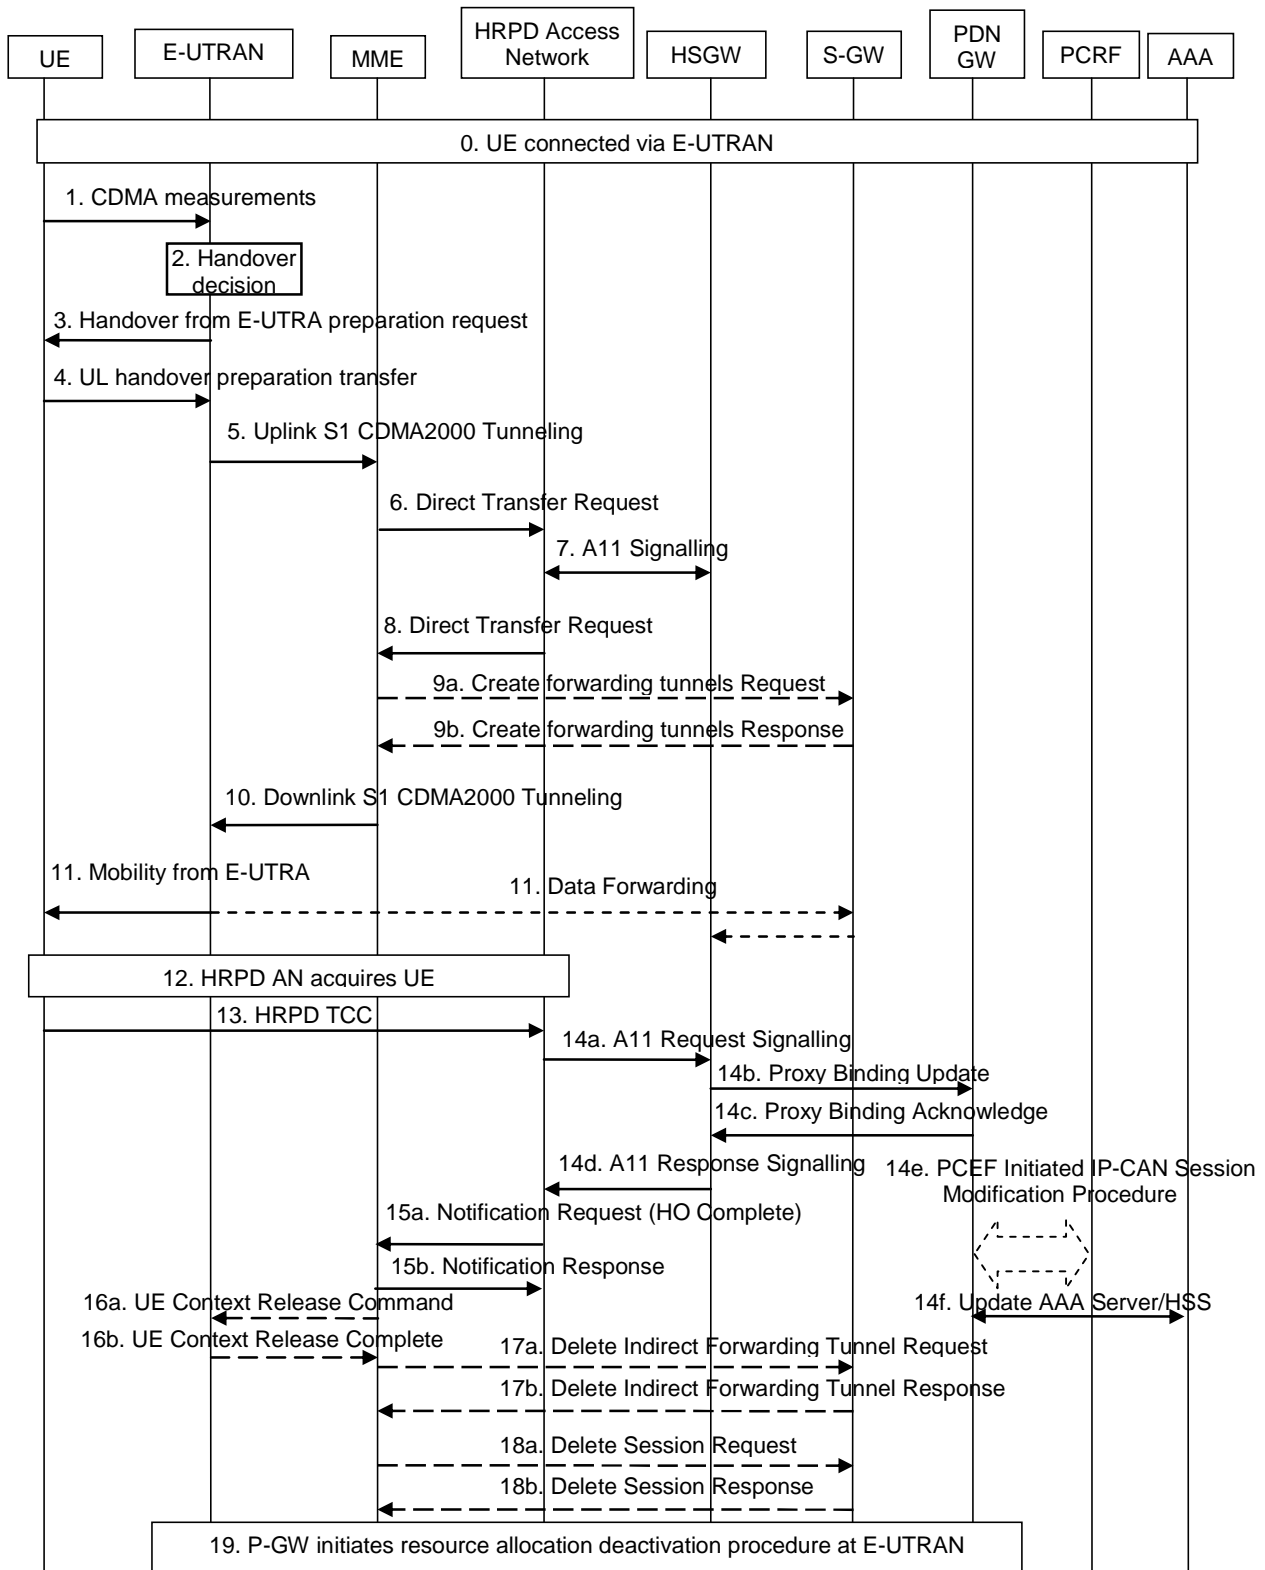 UE
E-UTRAN
MME
HRPD Access
Network
HSGW
S-GW
PDN
GW
PCRF
AAA
0. UE connected via E-UTRAN
1. CDMA measurements
2. Handover
decision
3. Handover from E-UTRA preparation request
4. UL handover preparation transfer
5. Uplink S1 CDMA2000 Tunneling
6. Direct Transfer Request
7. A11 Signalling
8. Direct Transfer Request
9a. Create forwarding tunnels Request
9b. Create forwarding tunnels Response
10. Downlink S1 CDMA2000 Tunneling
11. Mobility from E-UTRA
11. Data Forwarding
12. HRPD AN acquires UE
13. HRPD TCC
14a. A11 Request Signalling
14b. Proxy Binding Update
14c. Proxy Binding Acknowledge
14d. A11 Response Signalling
14e. PCEF Initiated IP-CAN Session
Modification Procedure
15a. Notification Request (HO Complete)
15b. Notification Response
16a. UE Context Release Command
14f. Update AAA Server/HSS
16b. UE Context Release Complete
17a. Delete Indirect Forwarding Tunnel Request
17b. Delete Indirect Forwarding Tunnel Response
18a. Delete Session Request
18b. Delete Session Response
19. P-GW initiates resource allocation deactivation procedure at E-UTRAN